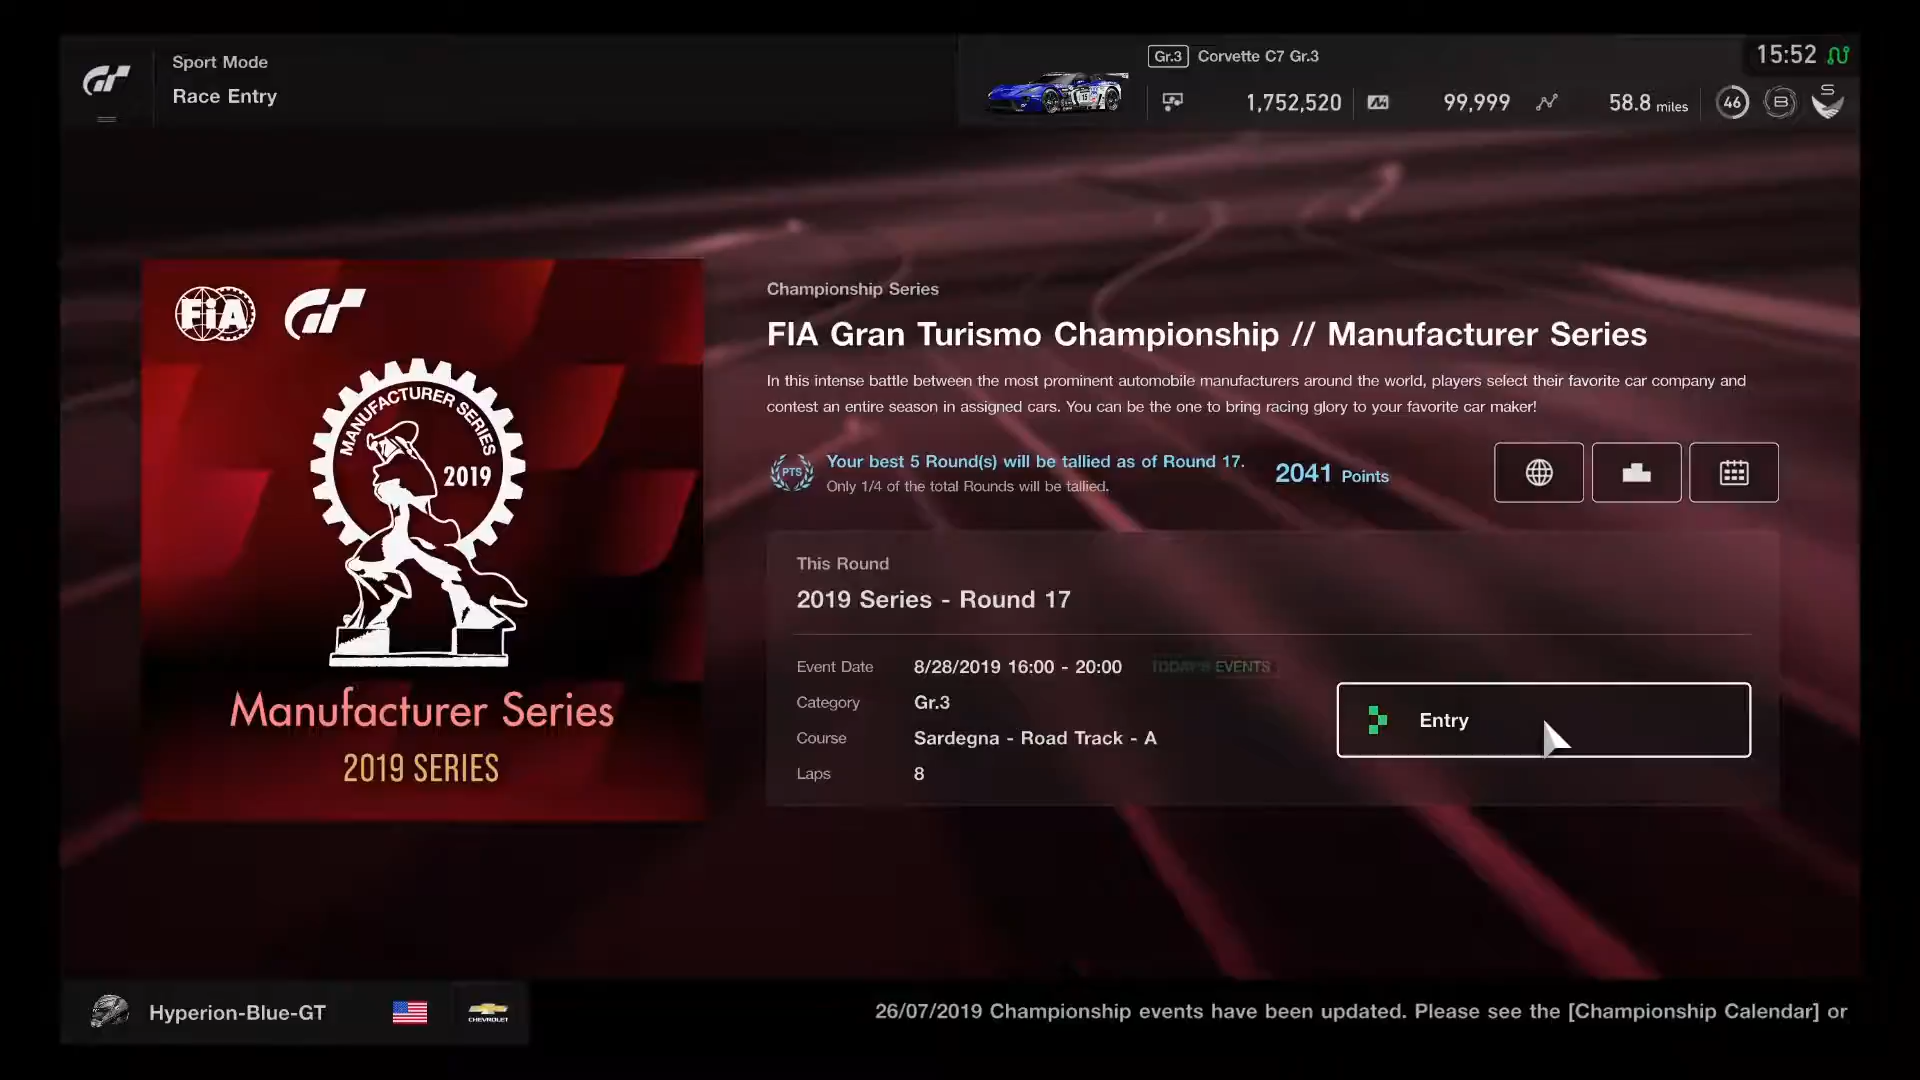 Sport Mode
Race Entry
Gr.3 Corvette C7 Gr.3
15:52
1,752,520
99,999
58.8 miles
46
B
S
FIA GT
MANUFACTURER SERIES
2019
Manufacturer Series
2019 SERIES
Championship Series
FIA Gran Turismo Championship // Manufacturer Series
In this intense battle between the most prominent automobile manufacturers around the world, players select their favorite car company and
contest an entire season in assigned cars. You can be the one to bring racing glory to your favorite car maker!
PTS
Your best 5 Round(s) will be tallied as of Round 17.
Only 1/4 of the total Rounds will be tallied.
2041 Points
This Round
2019 Series - Round 17
Event Date 8/28/2019 16:00 - 20:00 TODAY'S EVENTS
Category Gr.3
Course Sardegna - Road Track - A
Laps 8
Entry
Hyperion-Blue-GT
CHEVROLET
26/07/2019 Championship events have been updated. Please see the [Championship Calendar] or